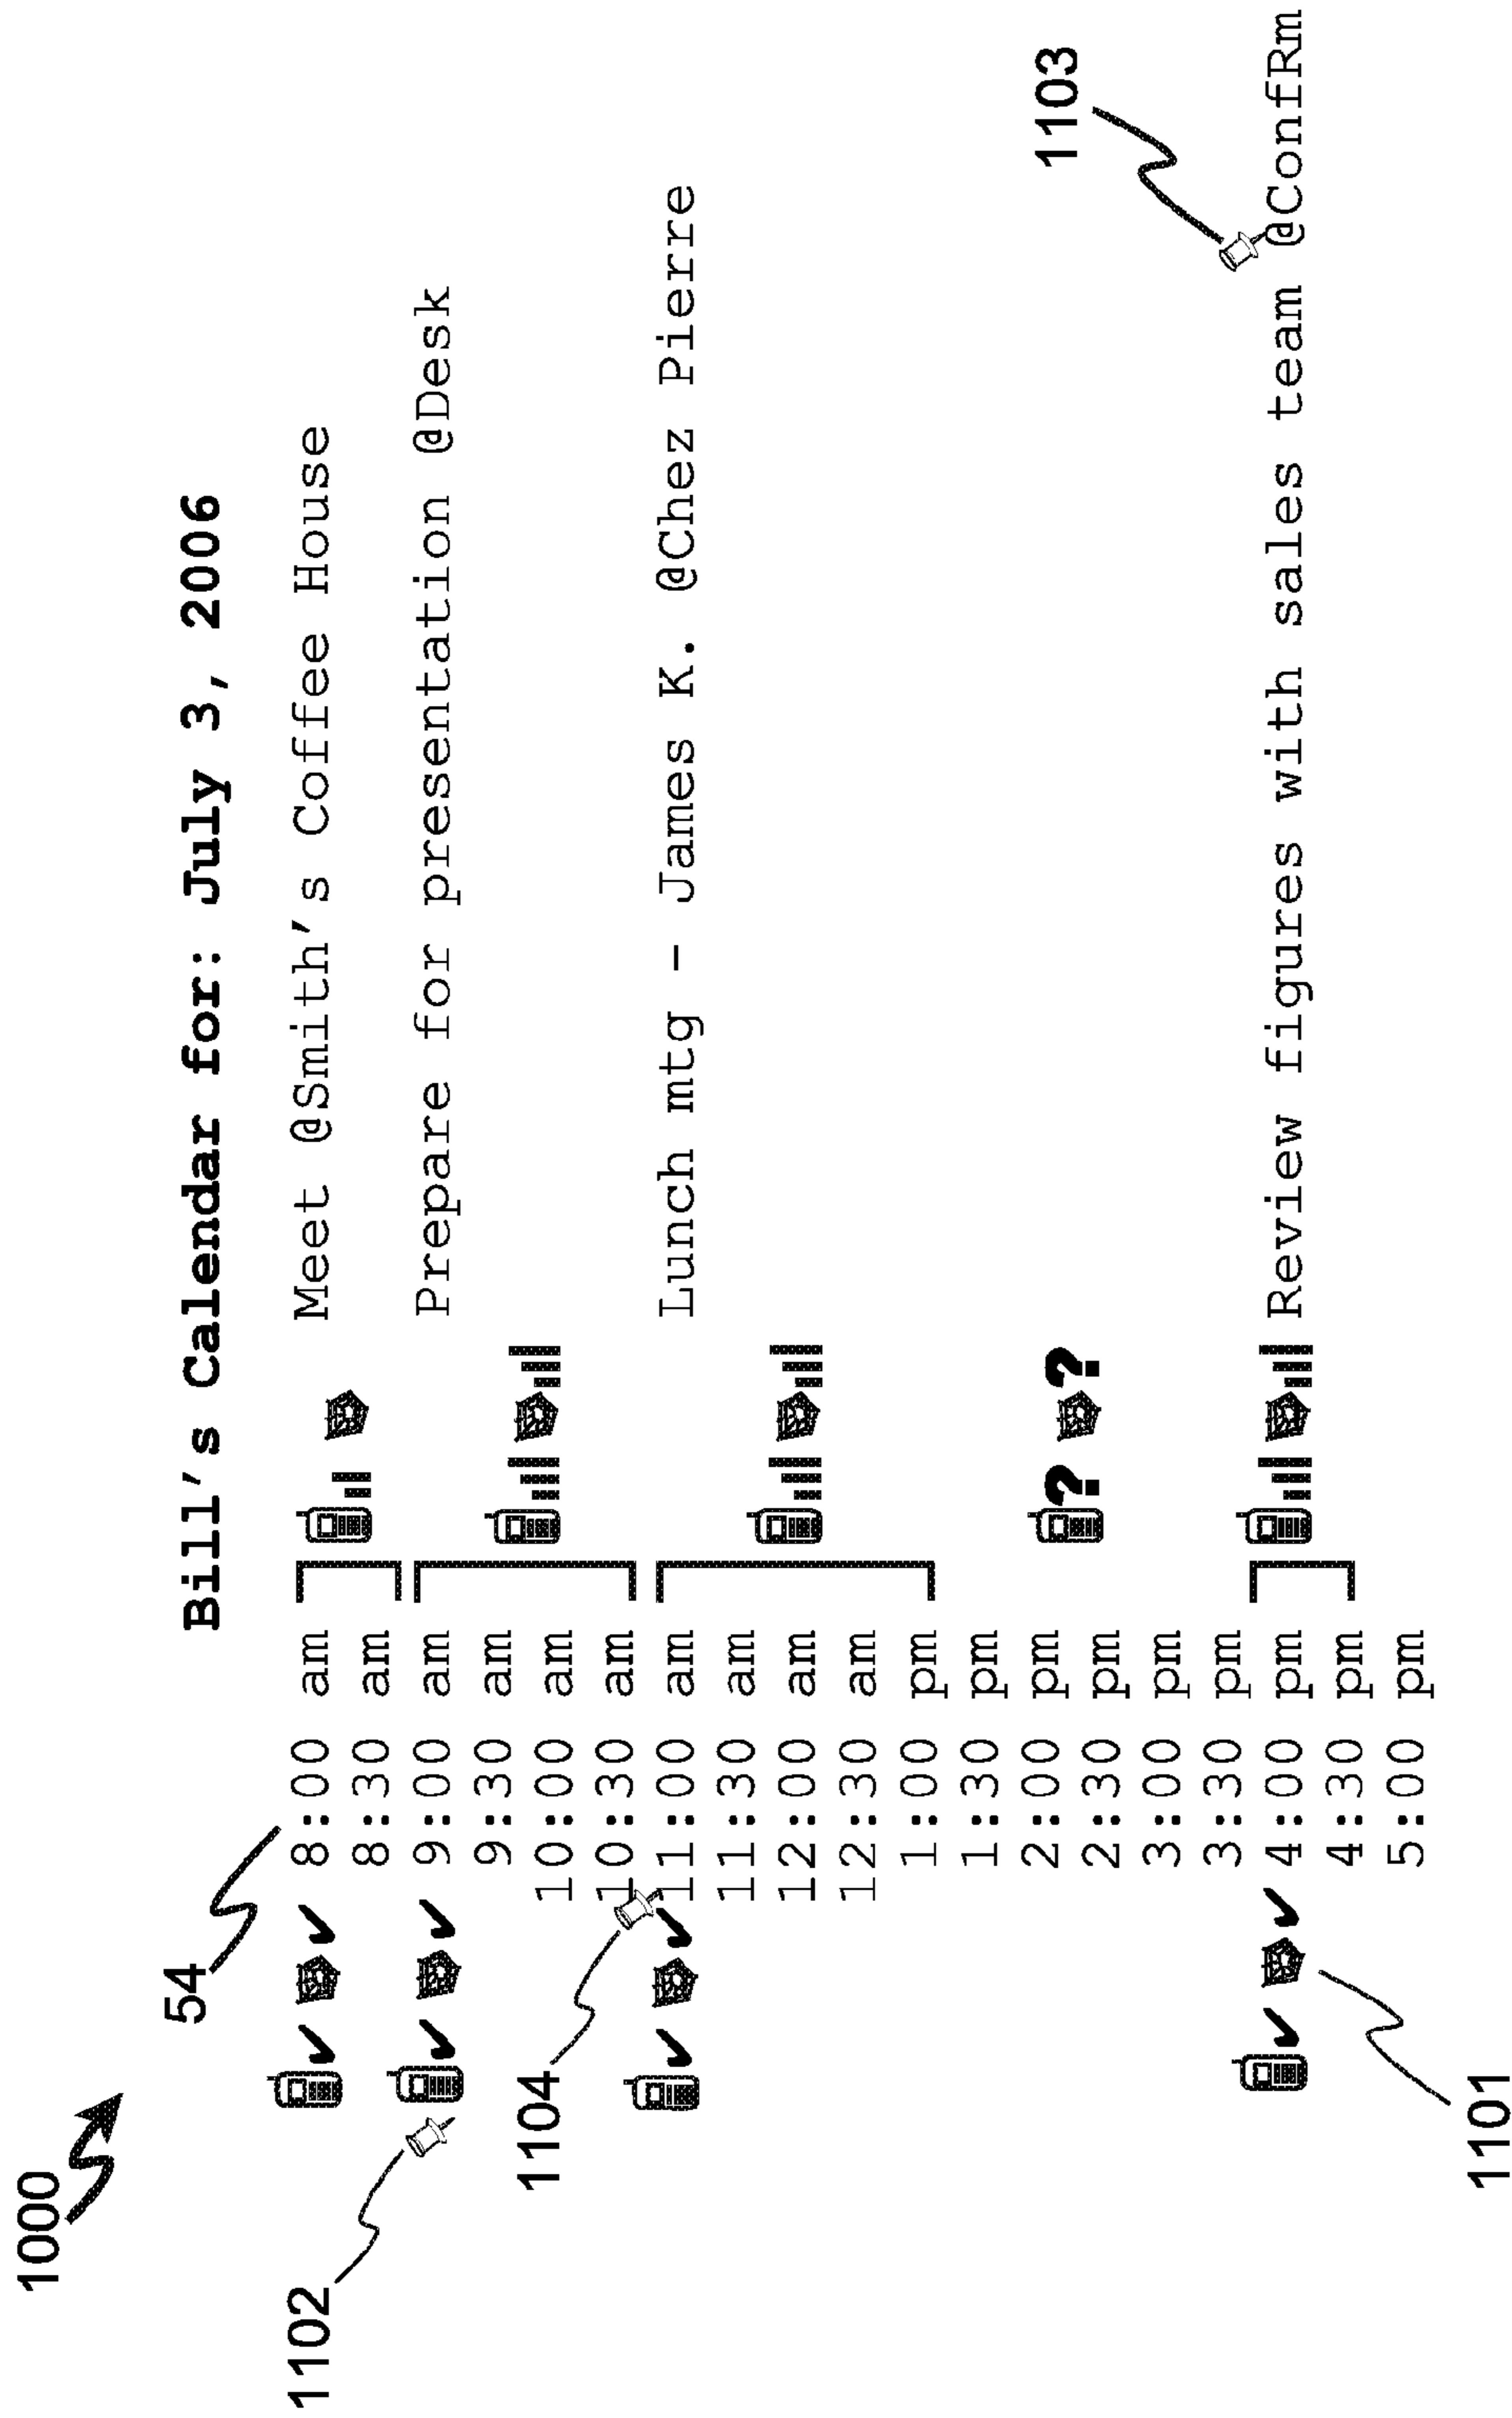 1000
54
Bill's Calendar for: July 3, 2006
8:00 am Meet @Smith's Coffee House
8:30 am
1102
9:00 am Prepare for presentation @Desk
9:30 am
10:00 am
1104
10:30 am
11:00 am Lunch mtg - James K. @Chez Pierre
11:30 am
12:00 am
12:30 am
1:00 pm
1:30 pm
2:00 pm ? ?
2:30 pm
3:00 pm
3:30 pm
1103
4:00 pm Review figures with sales team @ConfRm
4:30 pm
5:00 pm
1101